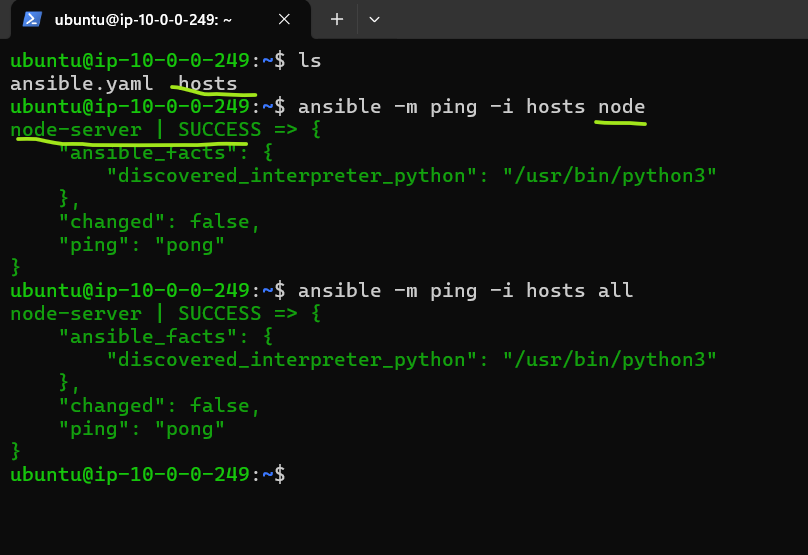 ubuntu@ip-10-0-0-249: ~
ubuntu@ip-10-0-0-249:~$ ls
ansible.yaml  hosts
ubuntu@ip-10-0-0-249:~$ ansible -m ping -i hosts node
node-server | SUCCESS => {
    "ansible_facts": {
        "discovered_interpreter_python": "/usr/bin/python3"
    },
    "changed": false,
    "ping": "pong"
}
ubuntu@ip-10-0-0-249:~$ ansible -m ping -i hosts all
node-server | SUCCESS => {
    "ansible_facts": {
        "discovered_interpreter_python": "/usr/bin/python3"
    },
    "changed": false,
    "ping": "pong"
}
ubuntu@ip-10-0-0-249:~$